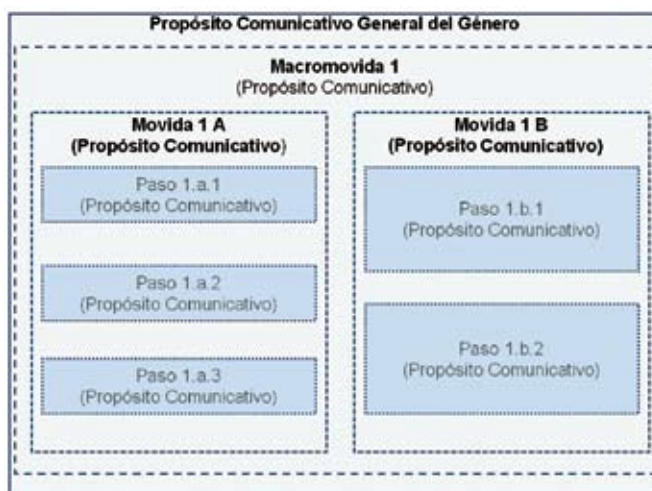 Propósito Comunicativo General del Género
Macromovida 1
(Propósito Comunicativo)
Movida 1 A
(Propósito Comunicativo)
Paso 1.a.1
(Propósito Comunicativo)
Paso 1.a.2
(Propósito Comunicativo)
Paso 1.a.3
(Propósito Comunicativo)
Movida 1 B
(Propósito Comunicativo)
Paso 1.b.1
(Propósito Comunicativo)
Paso 1.b.2
(Propósito Comunicativo)